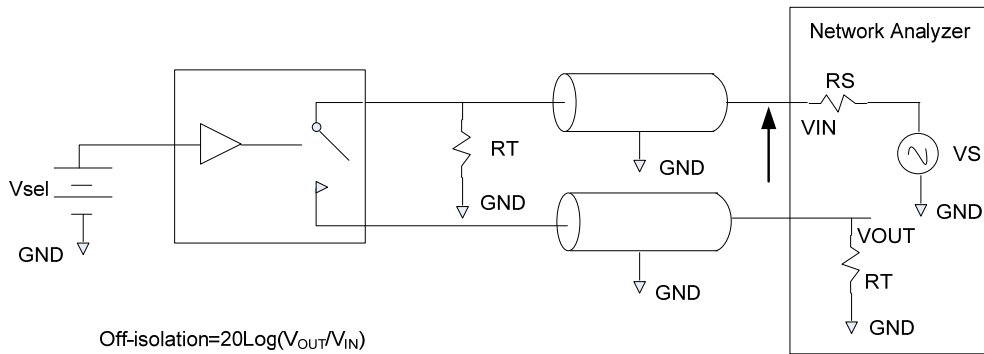 Network Analyzer
RS
VIN
RT
GND
VS
Vsel
GND
GND
GND
VOUT
GND
RT
GND
Off-isolation=20Log(VOUT/VIN)